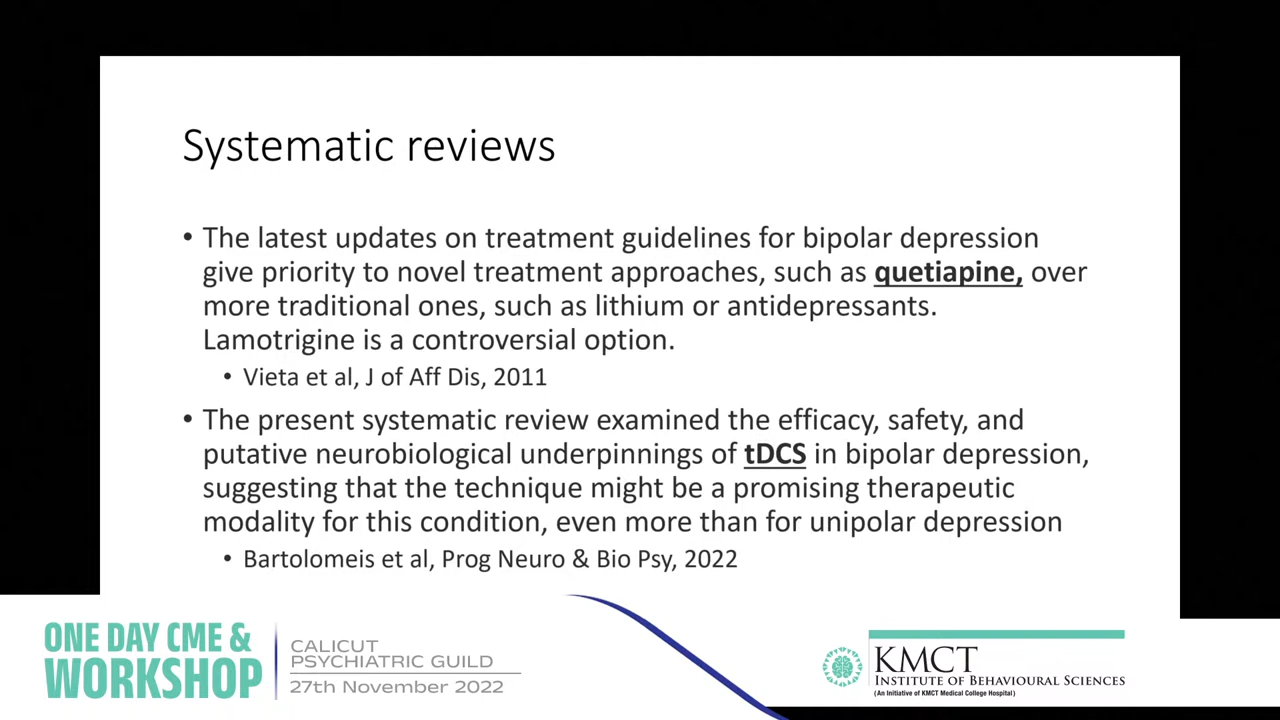 Systematic reviews
• The latest updates on treatment guidelines for bipolar depression
give priority to novel treatment approaches, such as quetiapine, over
more traditional ones, such as lithium or antidepressants.
Lamotrigine is a controversial option.
• Vieta et al, J of Aff Dis, 2011
• The present systematic review examined the efficacy, safety, and
putative neurobiological underpinnings of tDCS in bipolar depression,
suggesting that the technique might be a promising therapeutic
modality for this condition, even more than for unipolar depression
• Bartolomeis et al, Prog Neuro & Bio Psy, 2022
ONE DAY CME &
WORKSHOP
CALICUT
PSYCHIATRIC GUILD
27th November 2022
KMCT
INSTITUTE OF BEHAVIOURAL SCIENCES
(An Initiative of KMCT Medical College Hospital)